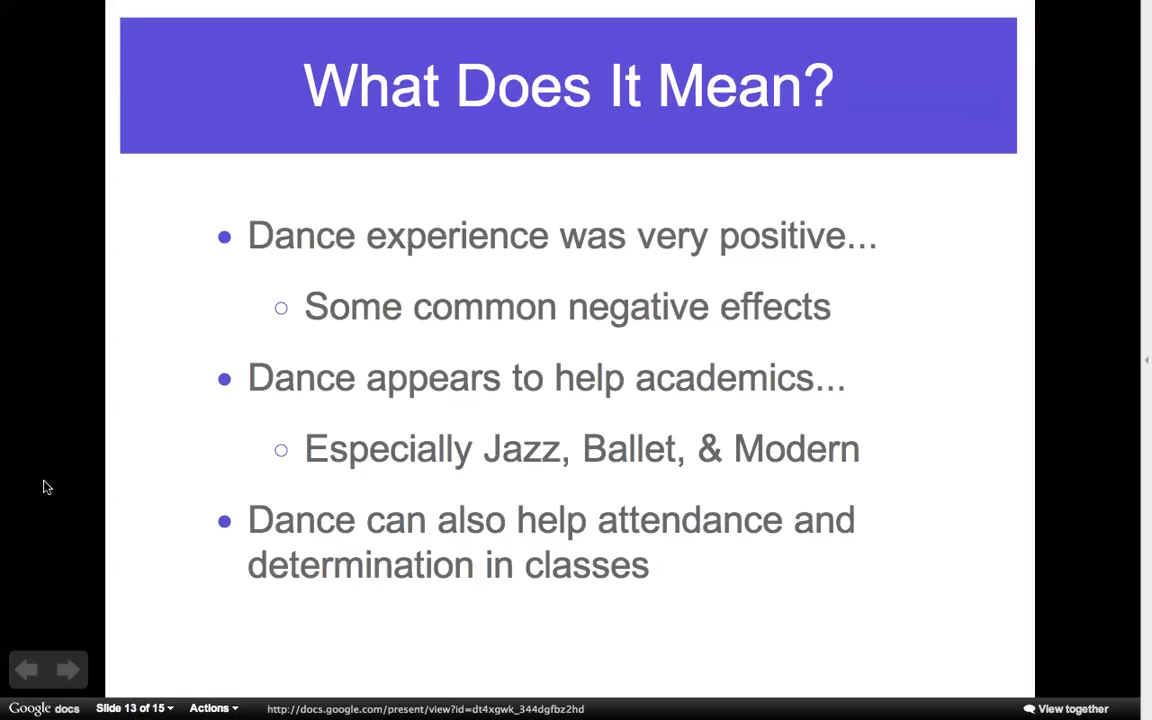 What Does It Mean?
Dance experience was very positive...
Some common negative effects
Dance appears to help academics...
Especially Jazz, Ballet, & Modern
Dance can also help attendance and
determination in classes
Google docs Slide 13 of 15 Actions http://docs.google.com/present/view?id=dt4xgwk_344dgfbz2hd View together